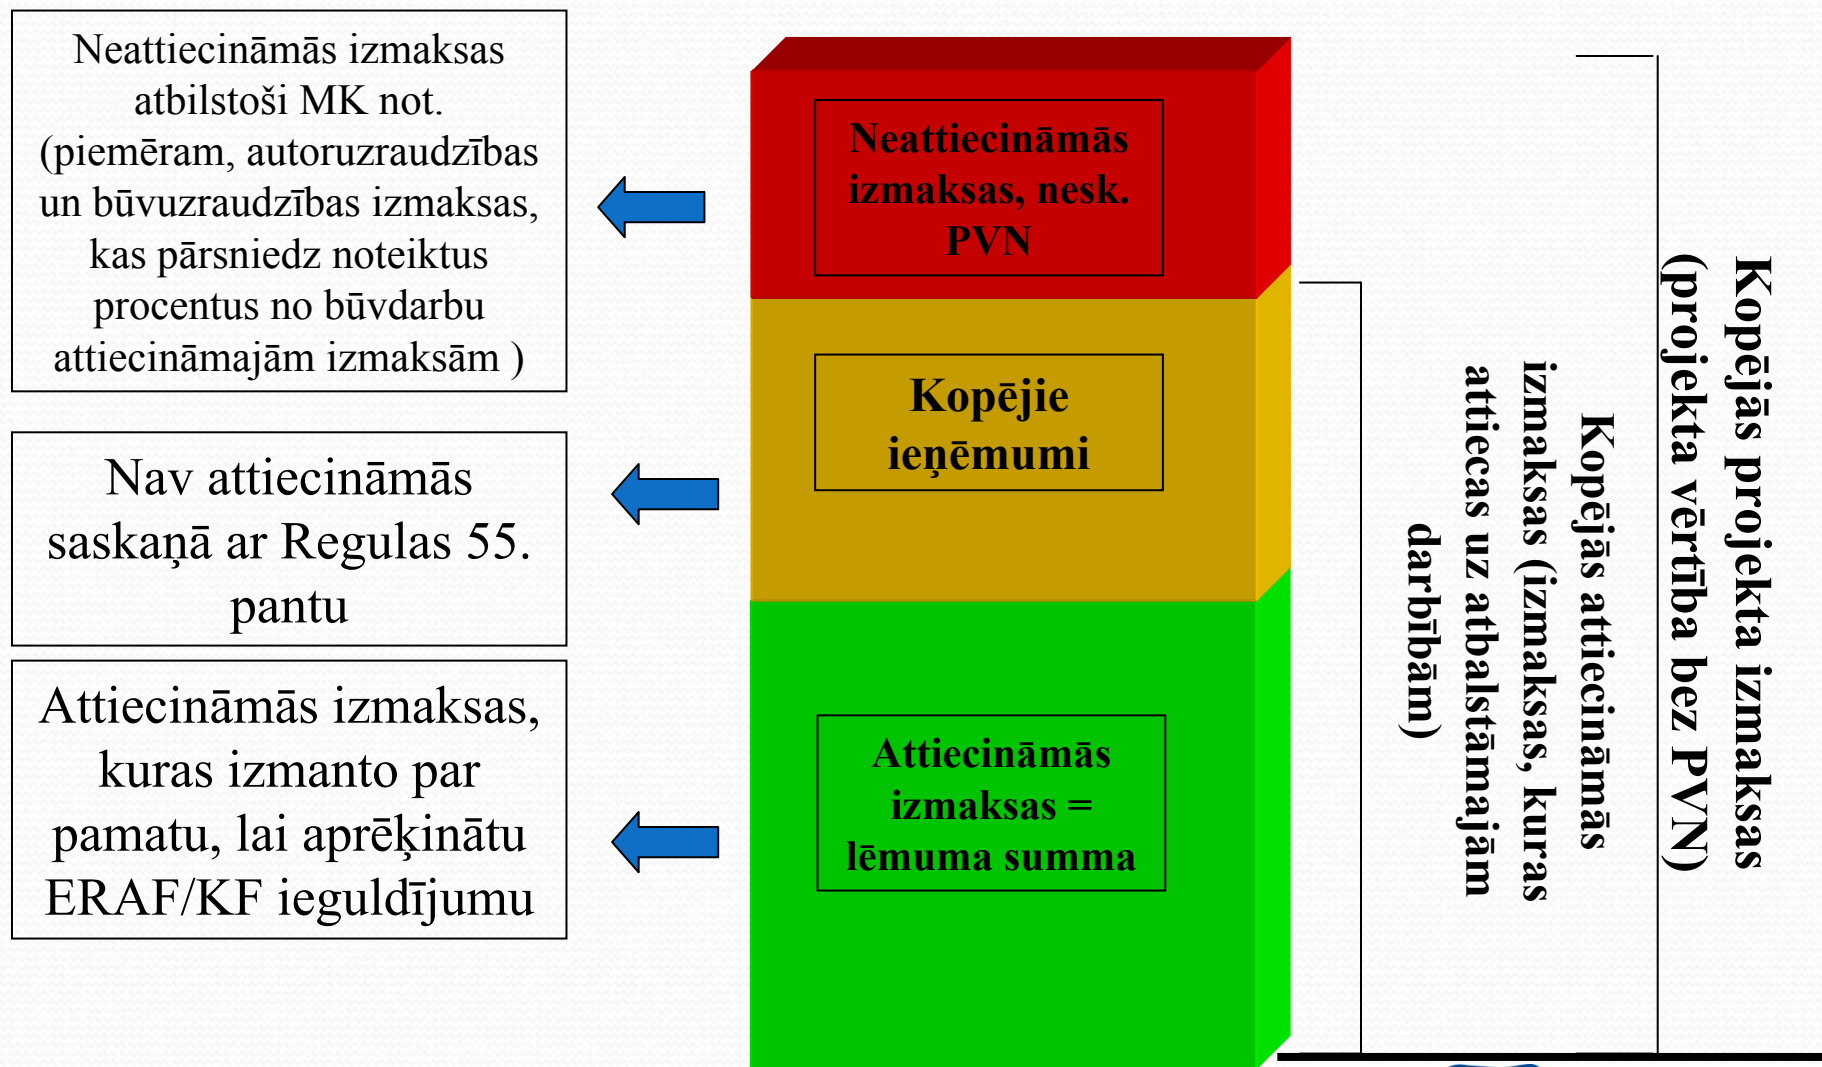 Neattiecināmās izmaksas
atbilstoši MK not.
(piemēram, autoruzraudzības
un būvuzraudzības izmaksas,
kas pārsniedz noteiktus
procentus no būvdarbu
attiecināmajām izmaksām )
Nav attiecināmās
saskaņā ar Regulas 55.
pantu
Attiecināmās izmaksas,
kuras izmanto par
pamatu, lai aprēķinātu
ERAF/KF ieguldījumu
Neattiecināmās
izmaksas, nesk.
PVN
Kopējie
ieņēmumi
Attiecināmās
izmaksas =
lēmuma summa
Kopējās attiecināmās
izmaksas (izmaksas, kuras
attiecas uz atbalstāmajām
darbībām)
Kopējās projekta izmaksas
(projekta vērtība bez PVN)